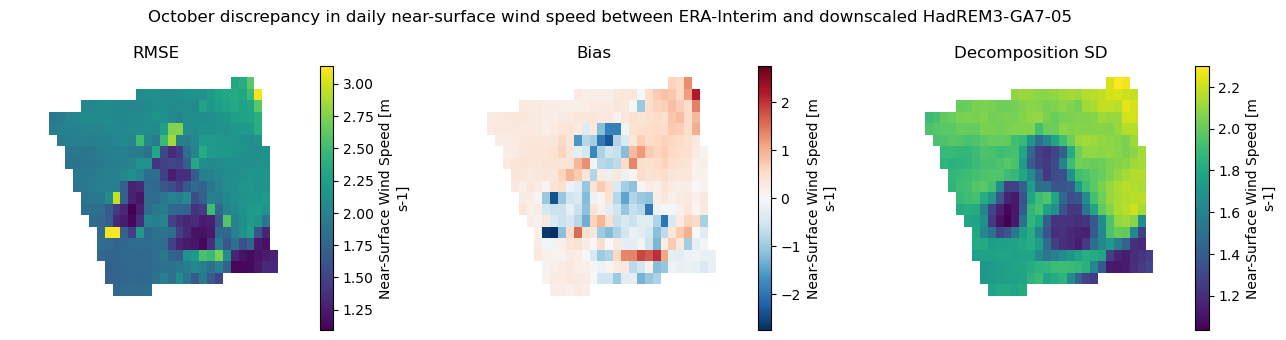 October discrepancy in daily near-surface wind speed between ERA-Interim and downscaled HadREM3-GA7-05
RMSE
3.00
2.75
2.50
2.25
2.00
1.75
1.50
1.25
Near-Surface Wind Speed [m
s-1]
Bias
2
1
0
−1
−2
Near-Surface Wind Speed [m
s-1]
Decomposition SD
2.2
2.0
1.8
1.6
1.4
1.2
Near-Surface Wind Speed [m
s-1]